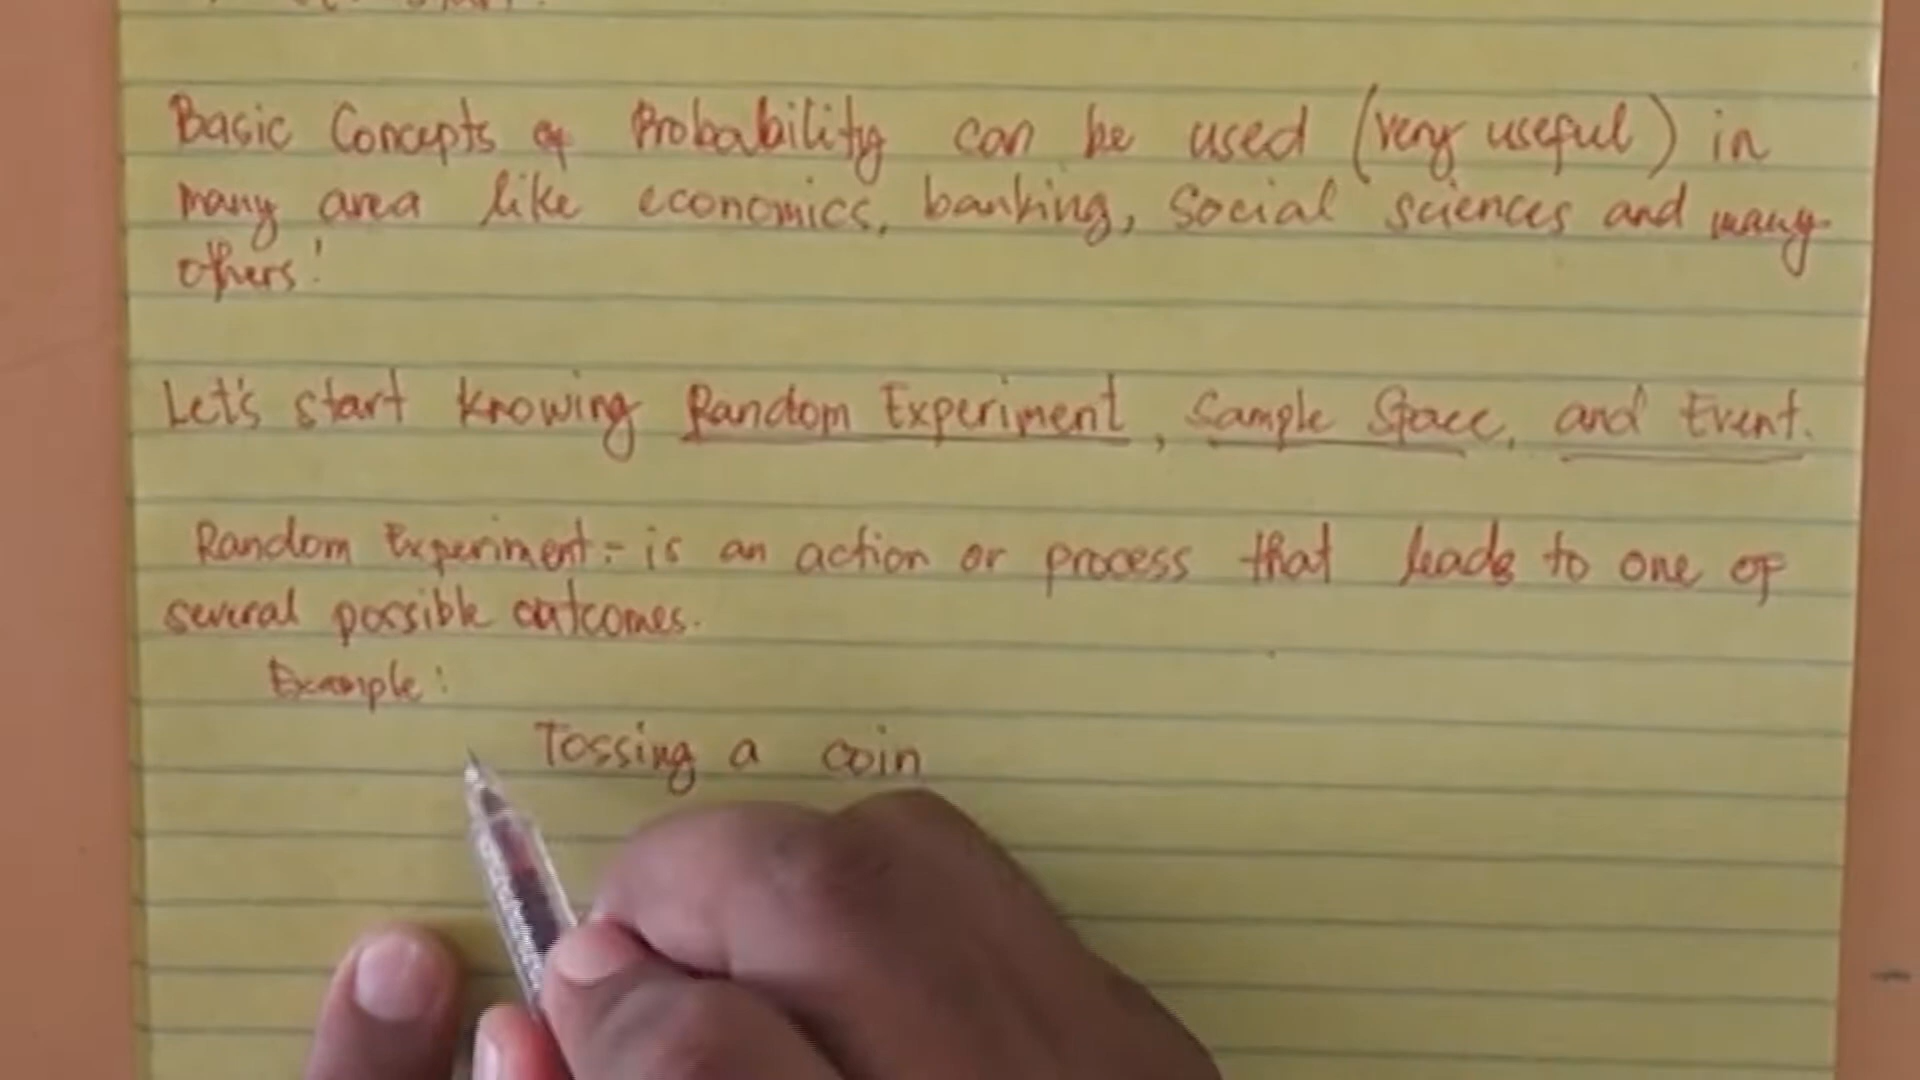 Basic Concepts of Probability can be used (very useful) in
many area like economics, banking, social sciences and many
others!
Let's start knowing Random Experiment, Sample Space, and Event.
Random Experiment:- is an action or process that leads to one of
several possible outcomes.
Example:
Tossing a coin